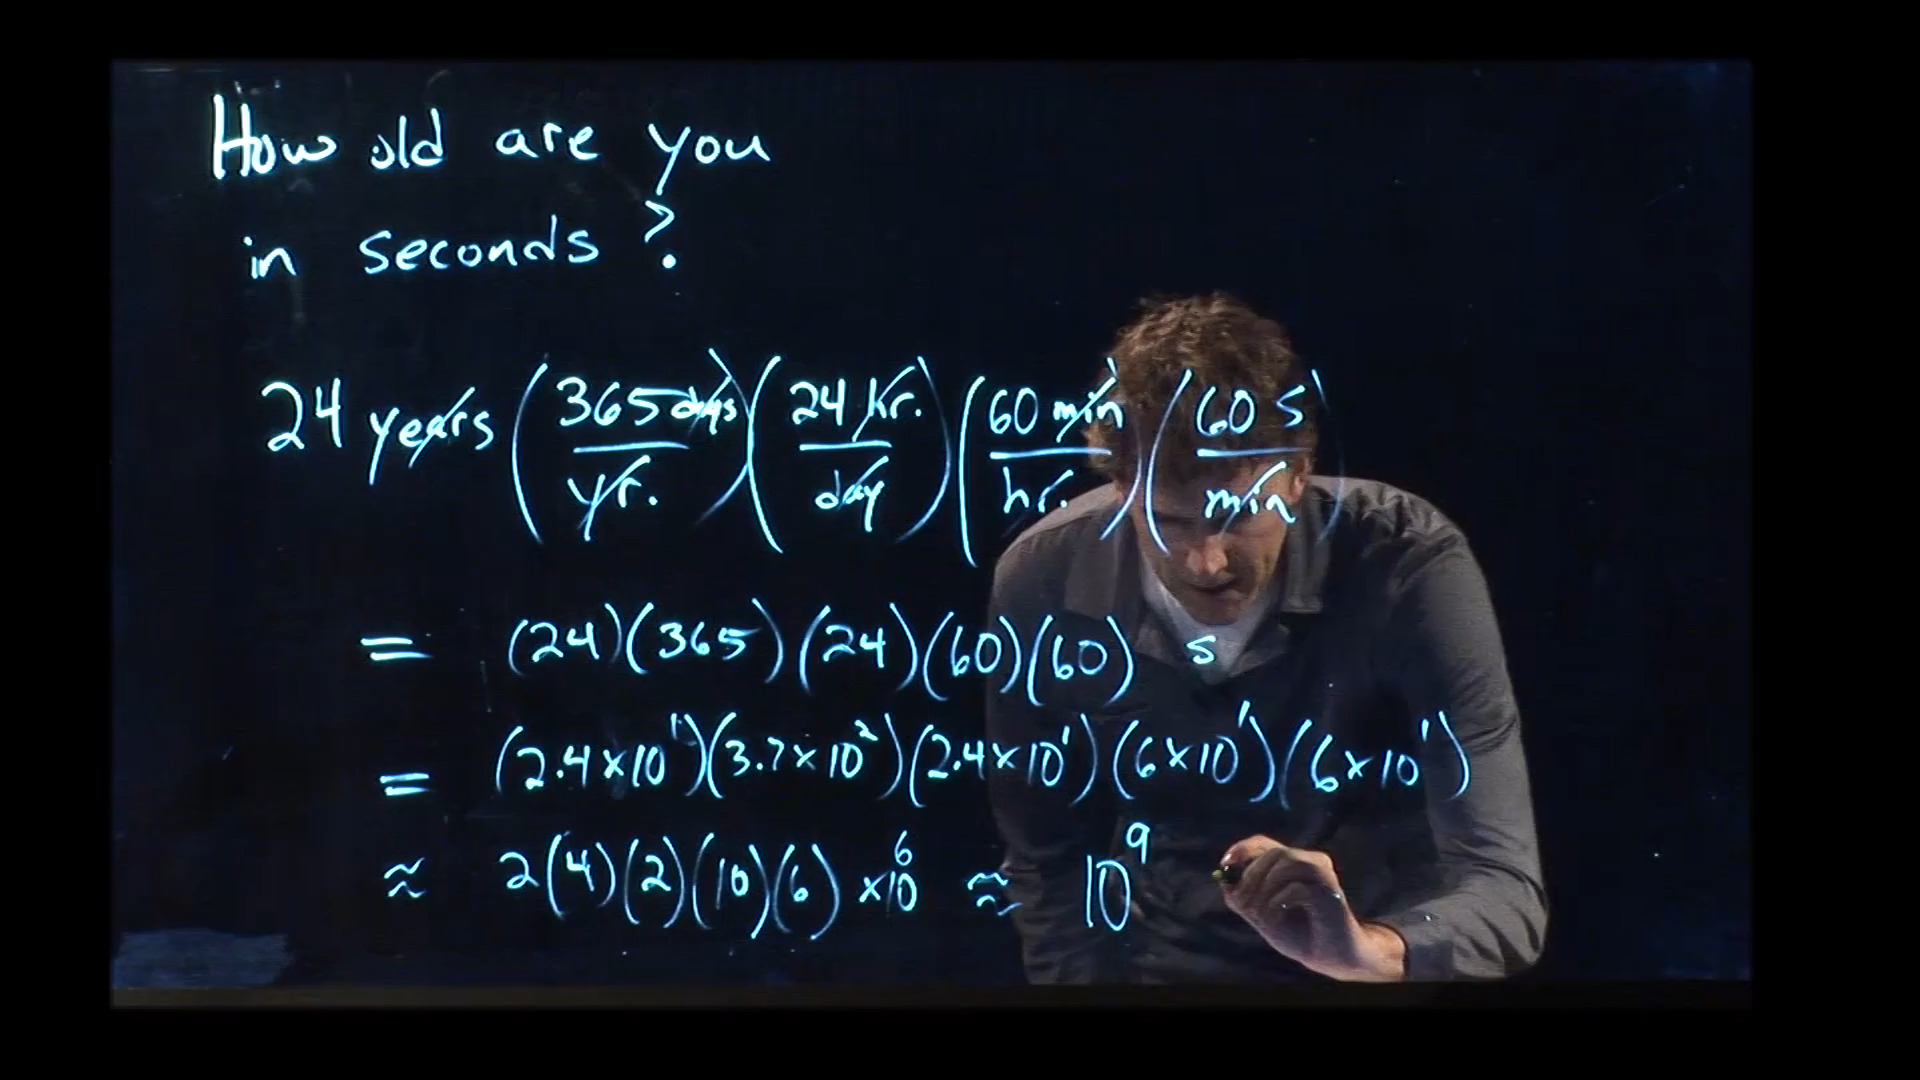 How old are you
in seconds?
24 years (365 days/yr.)(24 hr./day)(60 min/hr.)(60 s/min)
= (24)(365)(24)(60)(60) s
= (2.4×10¹)(3.7×10²)(2.4×10¹)(6×10¹)(6×10¹)
≈ 2(4)(2)(10)(6) ×10⁶ ≈ 10⁹